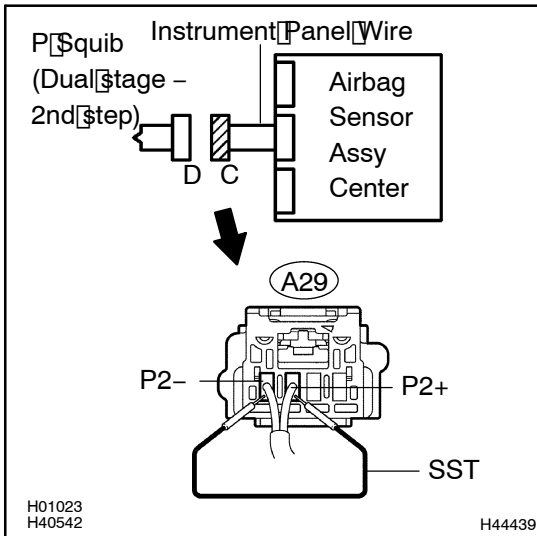 P▯Squib
(Dual▯stage –
2nd▯step)
Instrument▯Panel▯Wire
Airbag
Sensor
Assy
Center
D C
A29
P2–
P2+
SST
H01023
H40542
H44439